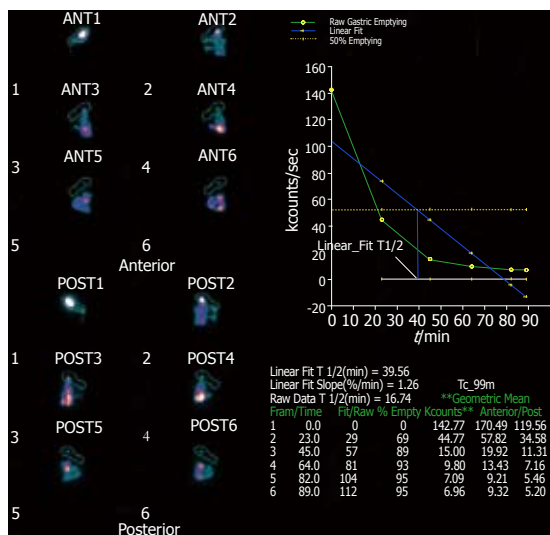 ANT1 ANT2
1 ANT3 2 ANT4
3 ANT5 4 ANT6
5 6
Anterior
POST1 POST2
1 POST3 2 POST4
3 POST5 4 POST6
5 6
Posterior
Raw Gastric Emptying
Linear Fit
50% Emptying
kcounts/sec
160
140
120
100
80
60
40
20
0
-20
Linear_Fit T1/2
0 10 20 30 40 50 60 70 80 90
t/min
Linear Fit T 1/2(min) = 39.56
Linear Fit Slope(%/min) = 1.26 Tc_99m
Raw Data T 1/2(min) = 16.74 **Geometric Mean
Fram/Time Fit/Raw % Empty Kcounts** Anterior/Post
1 0.0 0 0 142.77 170.49 119.56
2 23.0 29 69 44.77 57.82 34.58
3 45.0 57 89 15.00 19.92 11.31
4 64.0 81 93 9.80 13.43 7.16
5 82.0 104 95 7.09 9.21 5.46
6 89.0 112 95 6.96 9.32 5.20